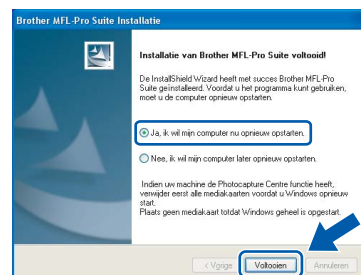 Brother MFL-Pro Suite Installatie
Installatie van Brother MFL-Pro Suite voltooid!
De InstallShield Wizard heeft met succes Brother MFL-Pro
Suite geïnstalleerd. Voordat u het programma kunt gebruiken,
moet u de computer opnieuw opstarten.
Ja, ik wil mijn computer nu opnieuw opstarten.
Nee, ik wil mijn computer later opnieuw opstarten.
Indien uw machine de Photocapture Centre functie heeft,
verwijder eerst alle mediakaarten voordat u Windows opnieuw
start.
Plaats geen mediakaart totdat Windows geheel is opgestart.
< Vorige
Voltooien
Annuleren